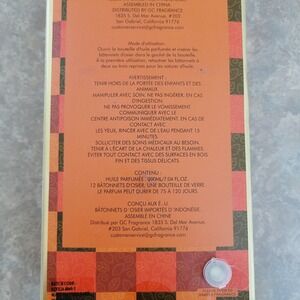 ASSEMBLED IN CHINA
DISTRIBUTED BY GC FRAGRANCE
1835 S. Del Mar Avenue, #203
San Gabriel, California 91776
customerservice@gcfragrance.com
Mode d'utilisation:
Ouvrir la bouteille d'huile parfumée et insérer les
bâtonnets d'osier dans le goulot de la bouteille.
à la première utilisation, retourner les bâtonnets à
deux ou trois reprises pour les saturer d'huile.
AVERTISSEMENT:
TENIR HORS DE LA PORTÉE DES ENFANTS ET DES
ANIMAUX.
MANIPULER AVEC SOIN. NE PAS INGÉRER. EN CAS
D'INGESTION:
NE PAS PROVOQUER LE VOMISSEMENT.
COMMUNIQUER AVEC LE
CENTRE ANTIPOISON IMMÉDIATEMENT. EN CAS DE
CONTACT AVEC
LES YEUX, RINCER AVEC DE L'EAU PENDANT 15
MINUTES.
SOLLICITER DES SOINS MÉDICAUX AU BESOIN.
TENIR À L'ÉCART DE LA CHALEUR ET DES FLAMMES.
ÉVITER TOUT CONTACT AVEC DES SURFACES EN BOIS
FIN ET DES TISSUS DÉLICATS.
CONTENU:
HUILE PARFUMÉE
12 BÂTONNETS D'OSIER, UNE BOUTEILLE DE VERRE
LE PARFUM PEUT DURER DE 75 À 120 JOURS.
CONÇU AUX É.-U.
BÂTONNETS D'OSIER IMPORTÉS D'INDONÉSIE.
ASSEMBLÉ EN CHINE
Distribué par GC Fragrance 1835 S. Del Mar Avenue,
#203 San Gabriel, California 91776
customerservice@gcfragrance.com